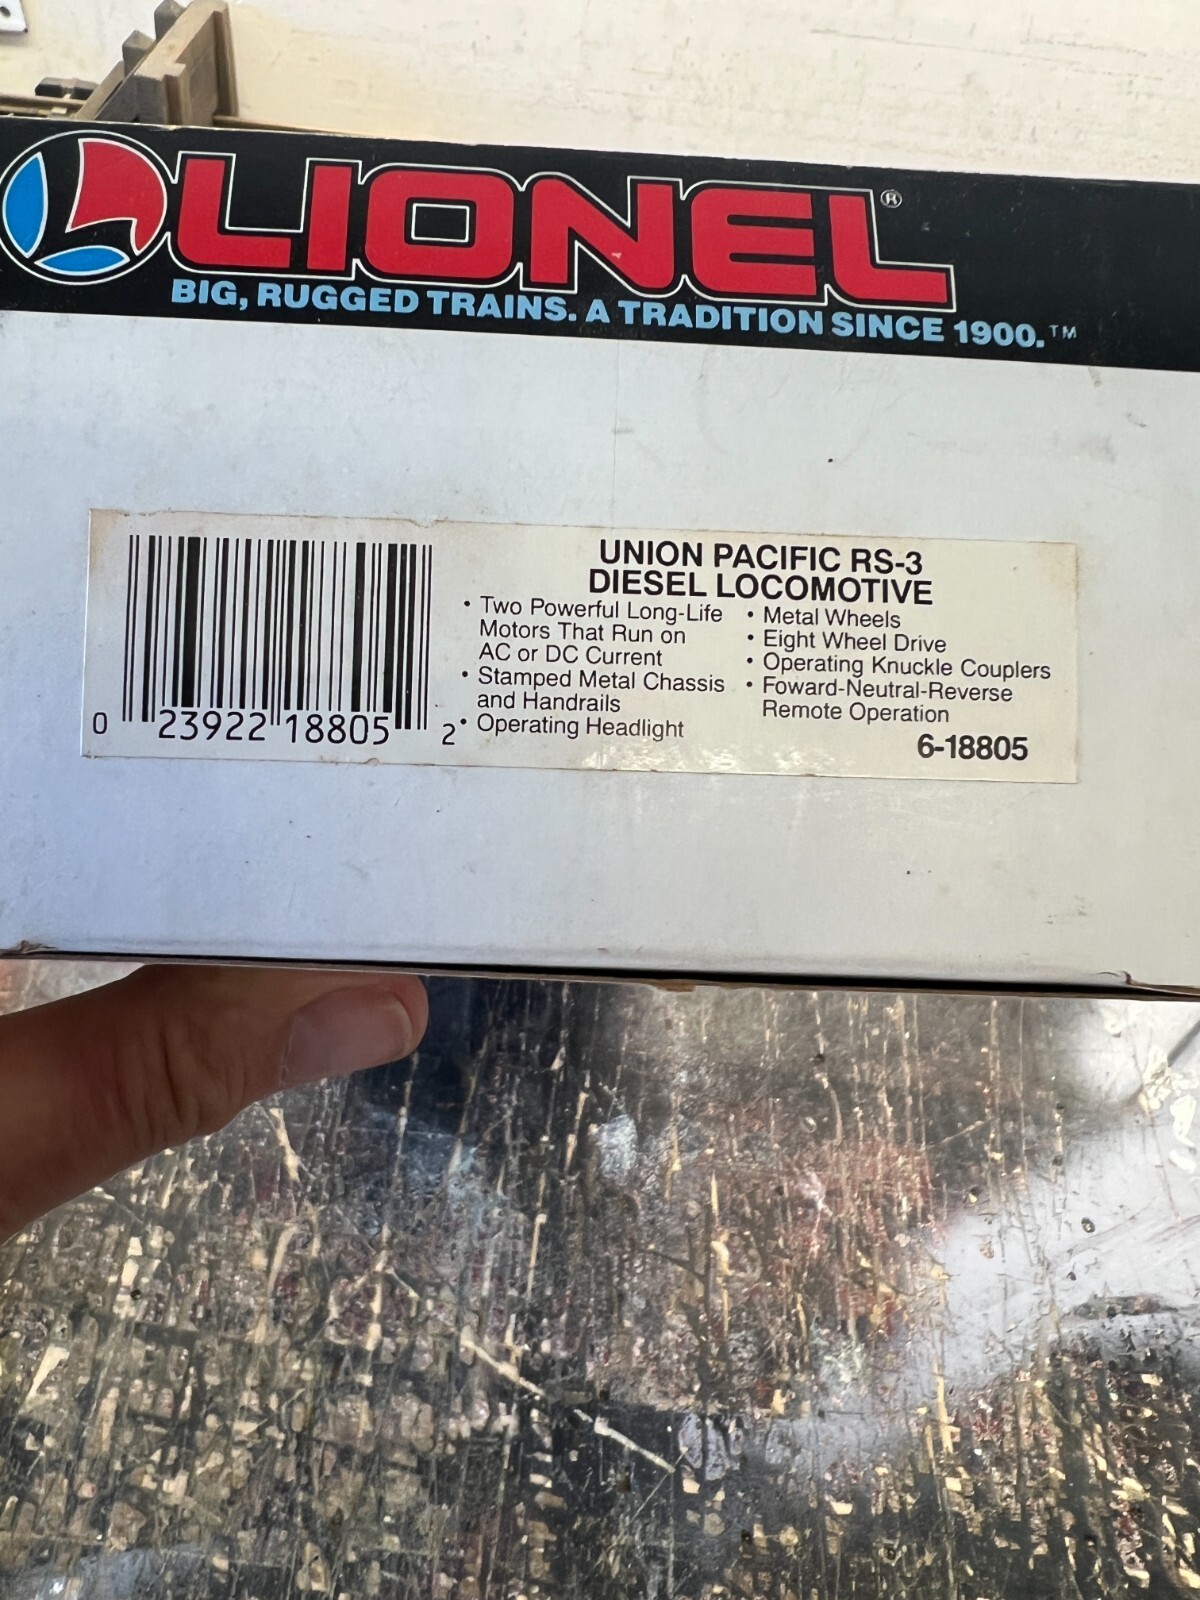 LIONEL®
BIG, RUGGED TRAINS. A TRADITION SINCE 1900.™
UNION PACIFIC RS-3
DIESEL LOCOMOTIVE
• Two Powerful Long-Life
Motors That Run on
AC or DC Current
• Stamped Metal Chassis
and Handrails
• Operating Headlight
• Metal Wheels
• Eight Wheel Drive
• Operating Knuckle Couplers
• Foward-Neutral-Reverse
Remote Operation
6-18805
0 23922 18805 2